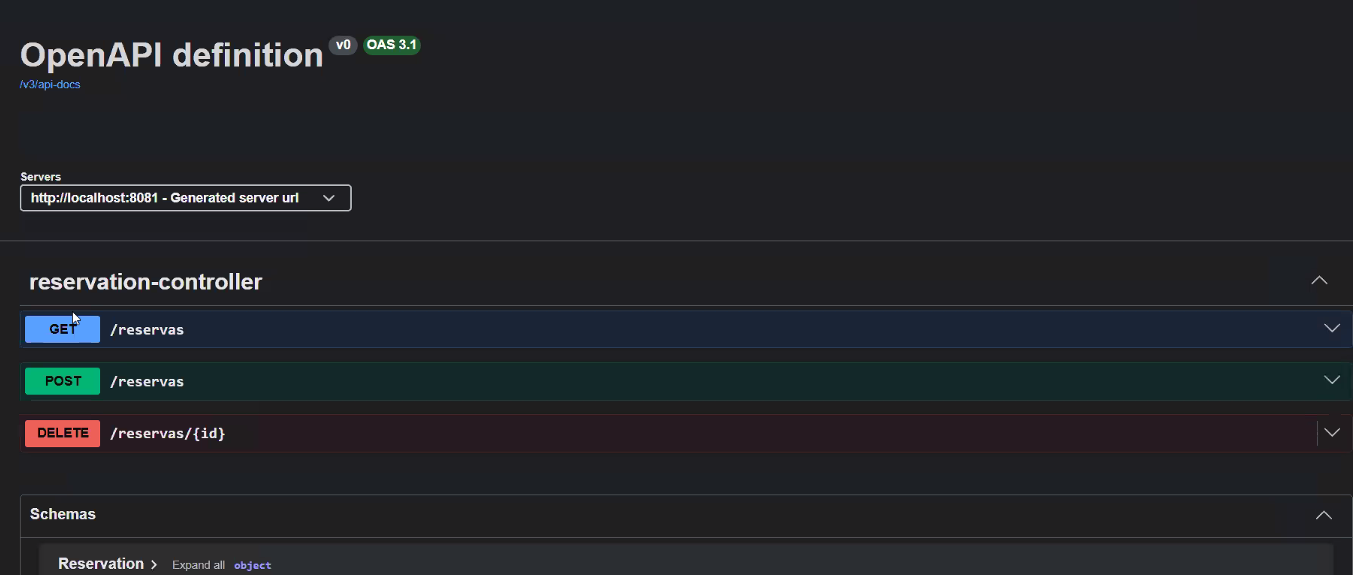 OpenAPI definition v0 OAS 3.1
/v3/api-docs
Servers
http://localhost:8081 - Generated server url
reservation-controller
GET /reservas
POST /reservas
DELETE /reservas/{id}
Schemas
Reservation > Expand all object